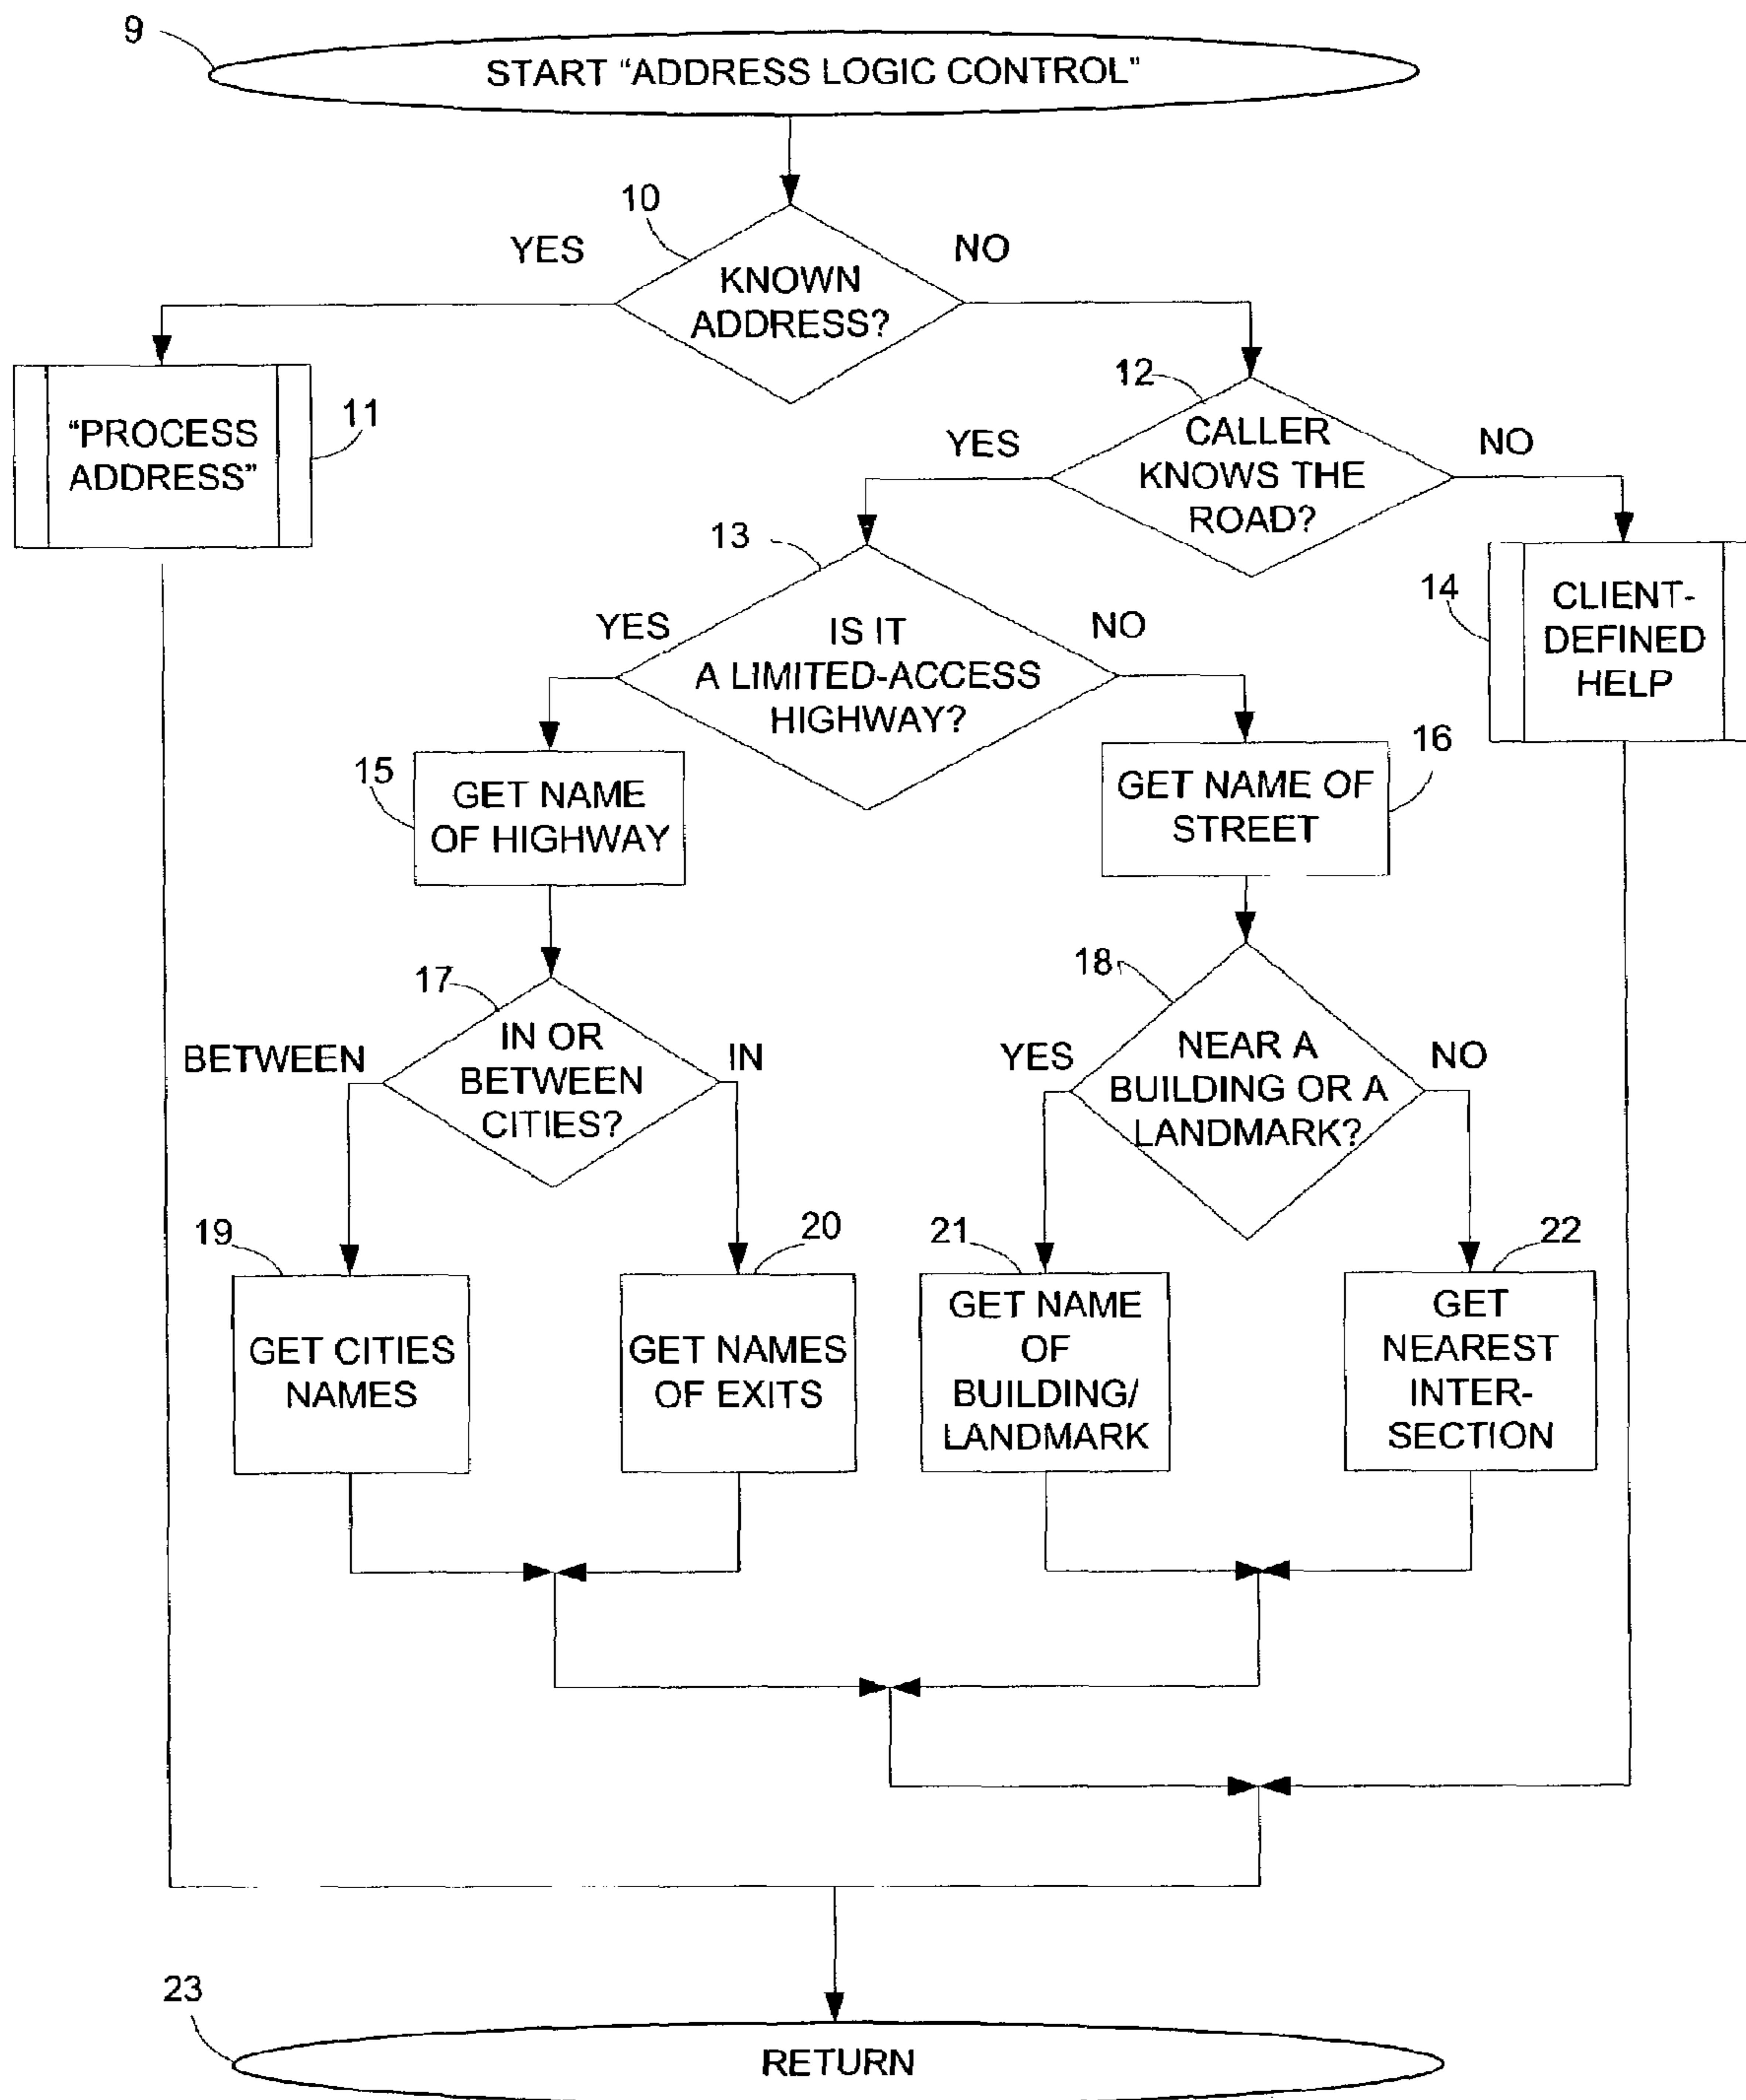 9
START “ADDRESS LOGIC CONTROL”
10
YES
NO
KNOWN
ADDRESS?
“PROCESS
ADDRESS”
11
12
YES
NO
CALLER
KNOWS THE
ROAD?
13
YES
NO
IS IT
A LIMITED-ACCESS
HIGHWAY?
14
CLIENT-
DEFINED
HELP
15
GET NAME
OF HIGHWAY
16
GET NAME OF
STREET
17
BETWEEN
IN
IN OR
BETWEEN
CITIES?
18
YES
NO
NEAR A
BUILDING OR A
LANDMARK?
19
GET CITIES
NAMES
20
GET NAMES
OF EXITS
21
GET NAME
OF
BUILDING/
LANDMARK
22
GET
NEAREST
INTER-
SECTION
23
RETURN